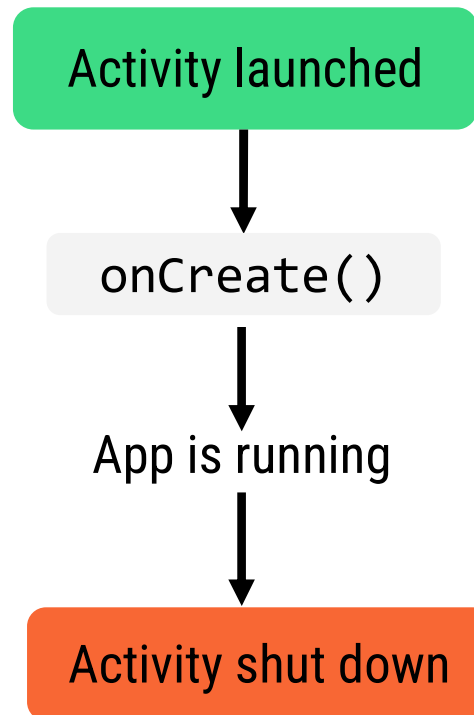 Activity launched
onCreate()
App is running
Activity shut down